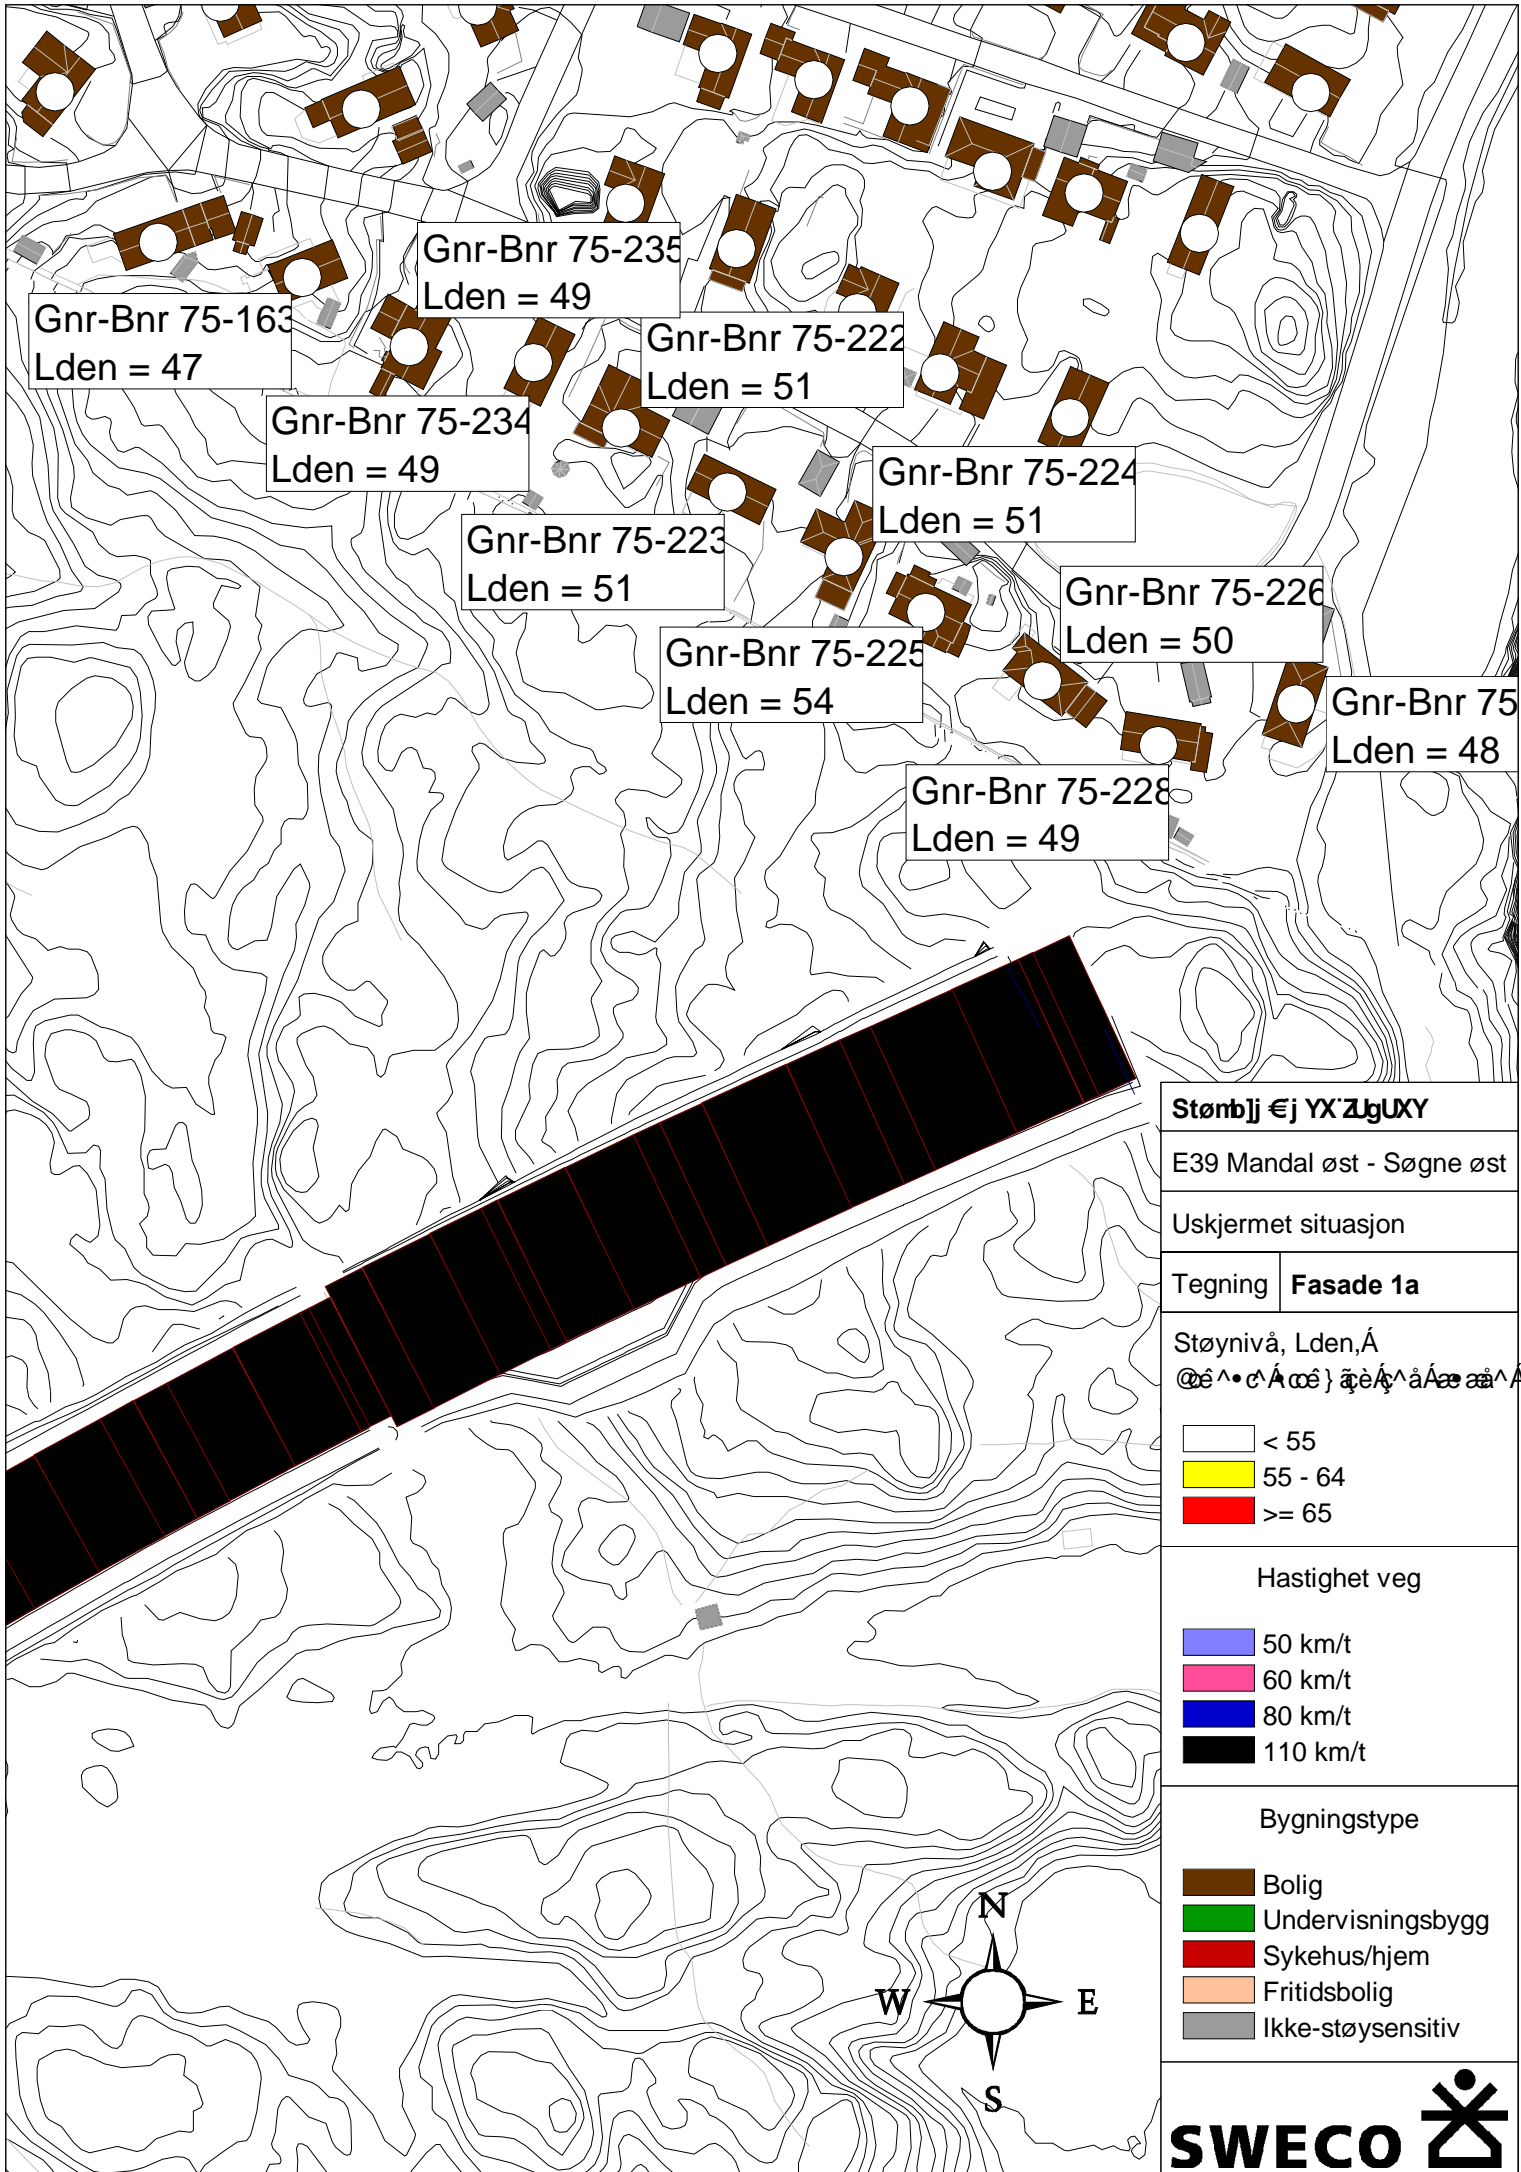 Gnr-Bnr 75-235
Lden = 49
Gnr-Bnr 75-163
Lden = 47
Gnr-Bnr 75-222
Lden = 51
Gnr-Bnr 75-234
Lden = 49
Gnr-Bnr 75-224
Lden = 51
Gnr-Bnr 75-223
Lden = 51
Gnr-Bnr 75-226
Lden = 50
Gnr-Bnr 75-225
Lden = 54
Gnr-Bnr 75
Lden = 48
Gnr-Bnr 75-228
Lden = 49
E39 Mandal øst - Søgne øst
Uskjermet situasjon
Tegning Fasade 1a
Støynivå, Lden,Á
< 55
55 - 64
>= 65
Hastighet veg
50 km/t
60 km/t
80 km/t
110 km/t
Bygningstype
Bolig
Undervisningsbygg
Sykehus/hjem
Fritidsbolig
Ikke-støysensitiv
N
W E
S
SWECO